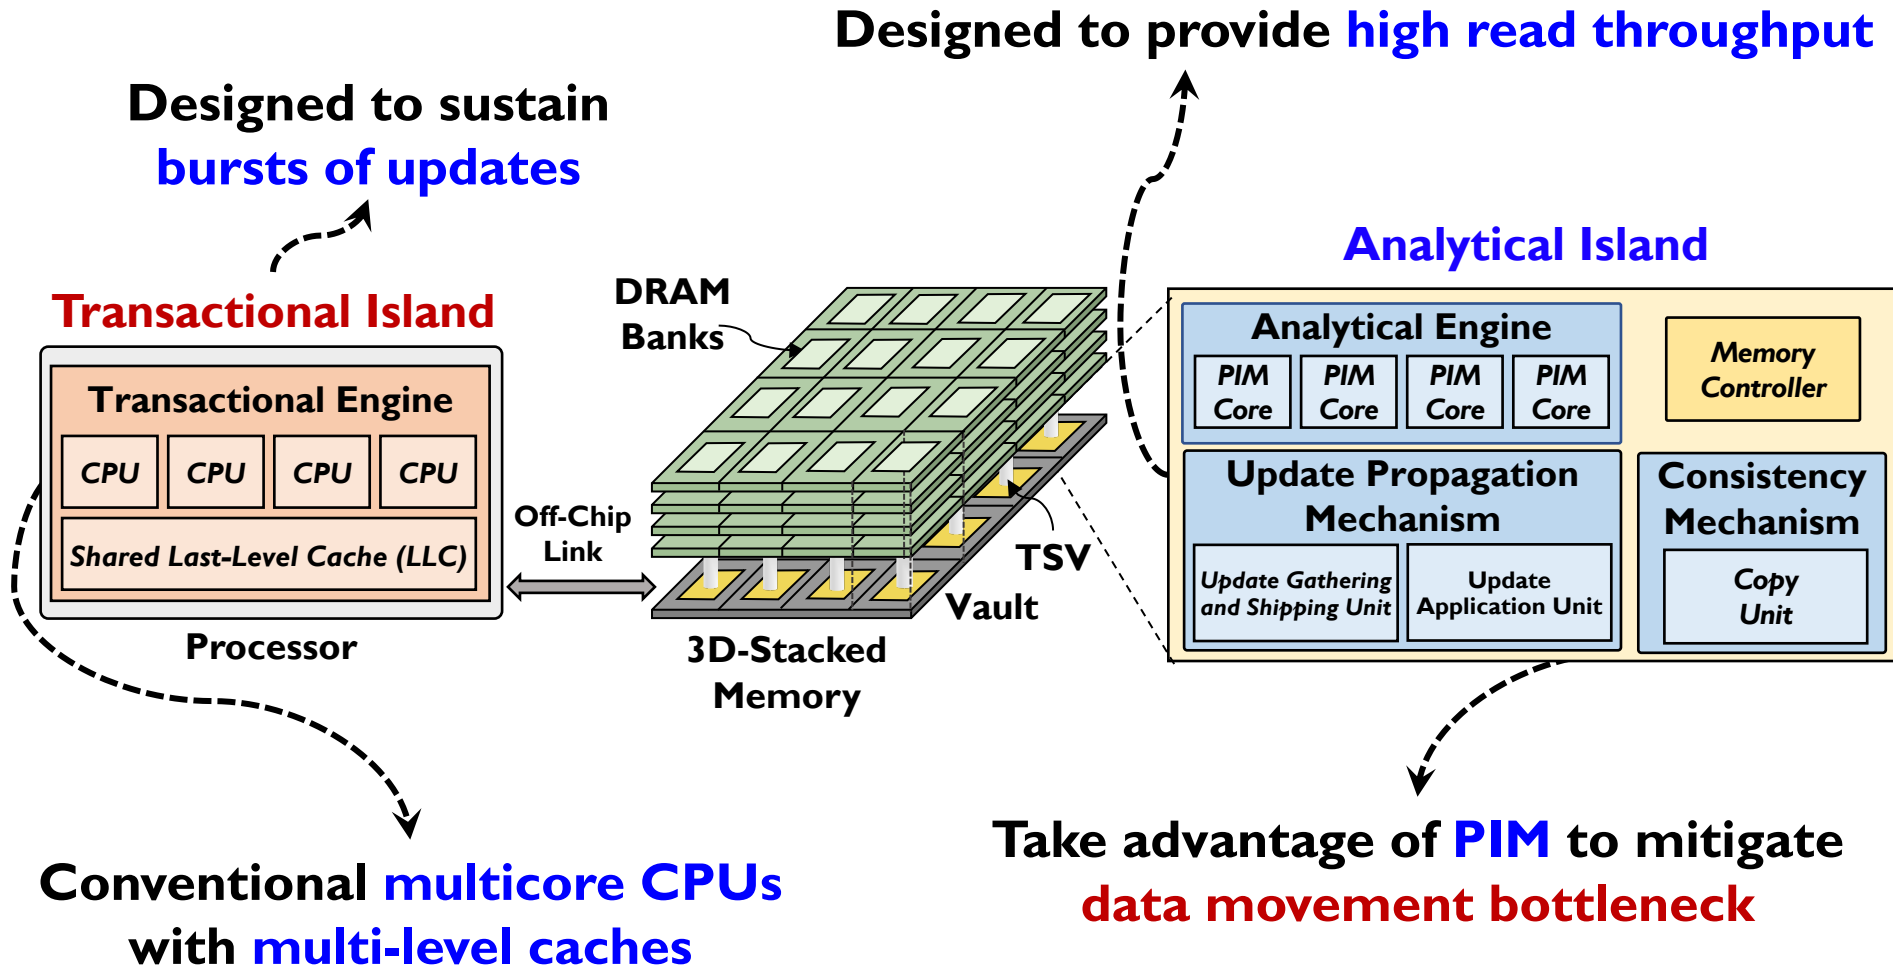 Designed to provide high read throughput
Designed to sustain
bursts of updates
Analytical Island
Transactional Island
DRAM
Banks
Transactional Engine
CPU CPU CPU CPU
Shared Last-Level Cache (LLC)
Processor
Off-Chip
Link
TSV
Vault
3D-Stacked
Memory
Analytical Engine
PIM
Core
PIM
Core
PIM
Core
PIM
Core
Memory
Controller
Update Propagation
Mechanism
Update Gathering
and Shipping Unit
Update
Application Unit
Consistency
Mechanism
Copy
Unit
Conventional multicore CPUs
with multi-level caches
Take advantage of PIM to mitigate
data movement bottleneck